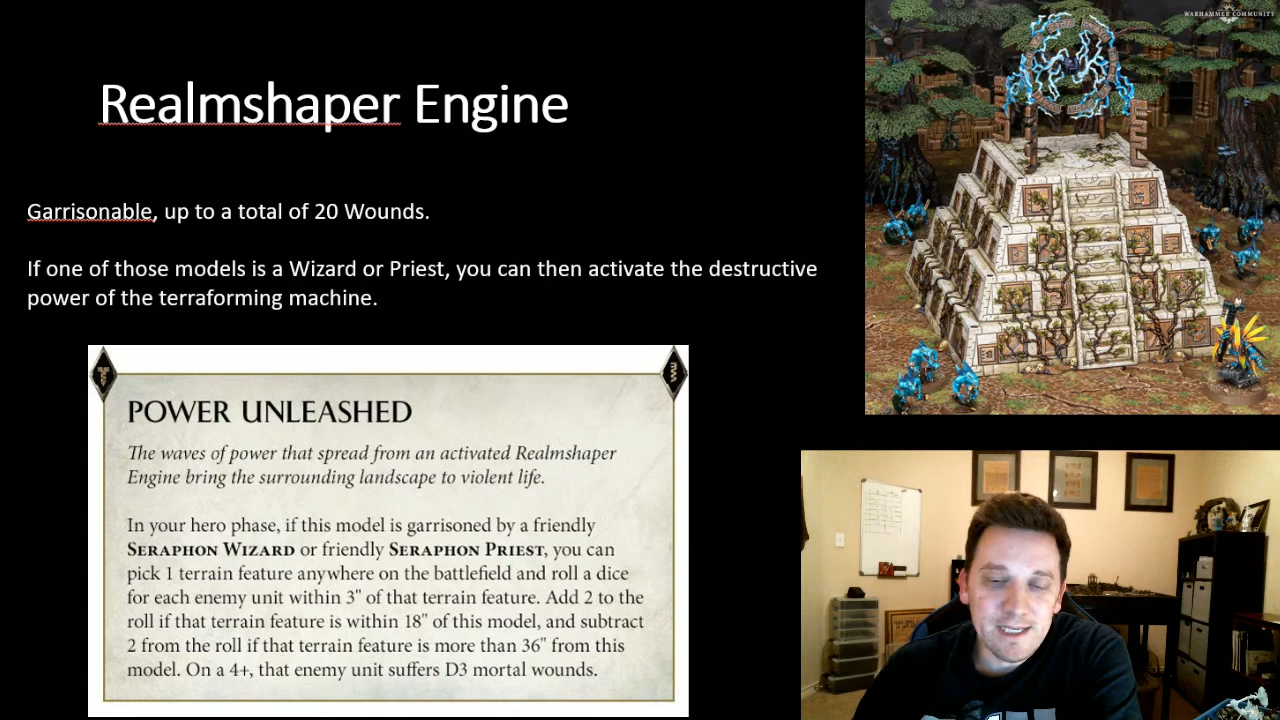 WARHAMMER COMMUNITY
Realmshaper Engine
Garrisonable, up to a total of 20 Wounds.
If one of those models is a Wizard or Priest, you can then activate the destructive
power of the terraforming machine.
POWER UNLEASHED
The waves of power that spread from an activated Realmshaper
Engine bring the surrounding landscape to violent life.
In your hero phase, if this model is garrisoned by a friendly
SERAPHON WIZARD or friendly SERAPHON PRIEST, you can
pick 1 terrain feature anywhere on the battlefield and roll a dice
for each enemy unit within 3" of that terrain feature. Add 2 to the
roll if that terrain feature is within 18" of this model, and subtract
2 from the roll if that terrain feature is more than 36" from this
model. On a 4+, that enemy unit suffers D3 mortal wounds.